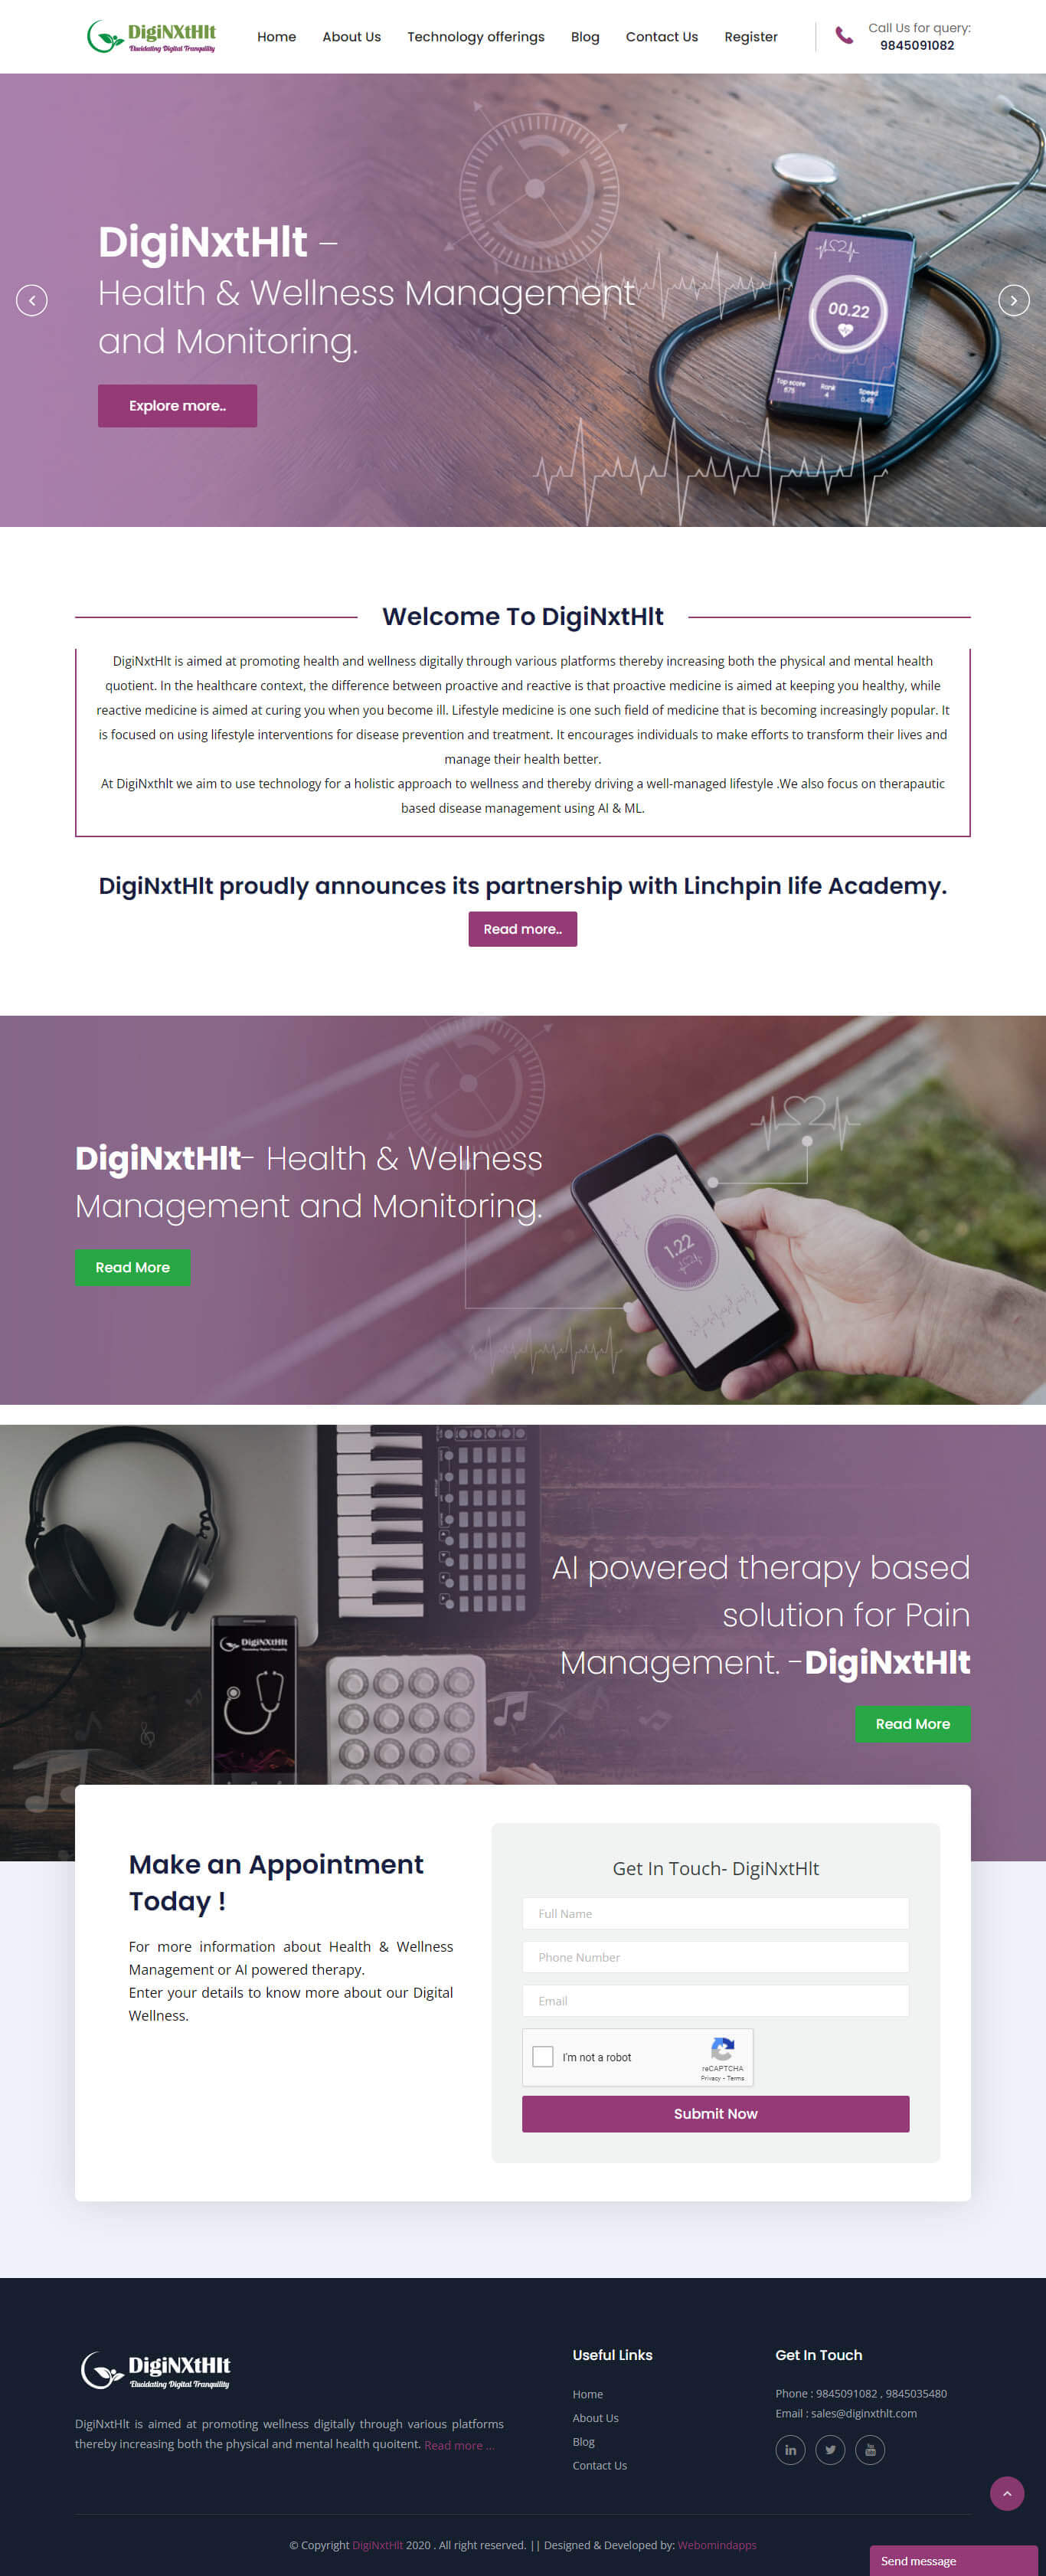 DigiNXtHlt
Elucidating Digital Tranquility
Home
About Us
Technology offerings
Blog
Contact Us
Register
Call Us for query:
9845091082
DigiNxtHlt –
Health & Wellness Management
and Monitoring.
Explore more..
00.22
Top score
675
Rank
4
Speed
0.45
Welcome To DigiNxtHlt
DigiNxtHlt is aimed at promoting health and wellness digitally through various platforms thereby increasing both the physical and mental health
quotient. In the healthcare context, the difference between proactive and reactive is that proactive medicine is aimed at keeping you healthy, while
reactive medicine is aimed at curing you when you become ill. Lifestyle medicine is one such field of medicine that is becoming increasingly popular. It
is focused on using lifestyle interventions for disease prevention and treatment. It encourages individuals to make efforts to transform their lives and
manage their health better.
At DigiNxthlt we aim to use technology for a holistic approach to wellness and thereby driving a well-managed lifestyle .We also focus on therapautic
based disease management using AI & ML.
DigiNxtHlt proudly announces its partnership with Linchpin life Academy.
Read more..
DigiNxtHlt- Health & Wellness
Management and Monitoring.
Read More
1.22
AI powered therapy based
solution for Pain
Management. -DigiNxtHlt
Read More
DigiNXtHlt
Elucidating Digital Tranquility
Make an Appointment
Today !
For more information about Health & Wellness
Management or AI powered therapy.
Enter your details to know more about our Digital
Wellness.
Get In Touch- DigiNxtHlt
Full Name
Phone Number
Email
I'm not a robot
reCAPTCHA
Privacy - Terms
Submit Now
DigiNXtHlt
Elucidating Digital Tranquility
DigiNxtHlt is aimed at promoting wellness digitally through various platforms
thereby increasing both the physical and mental health quoitent. Read more ...
Useful Links
Home
About Us
Blog
Contact Us
Get In Touch
Phone : 9845091082 , 9845035480
Email : sales@diginxthlt.com
© Copyright DigiNxtHlt 2020 . All right reserved. || Designed & Developed by: Webomindapps
Send message